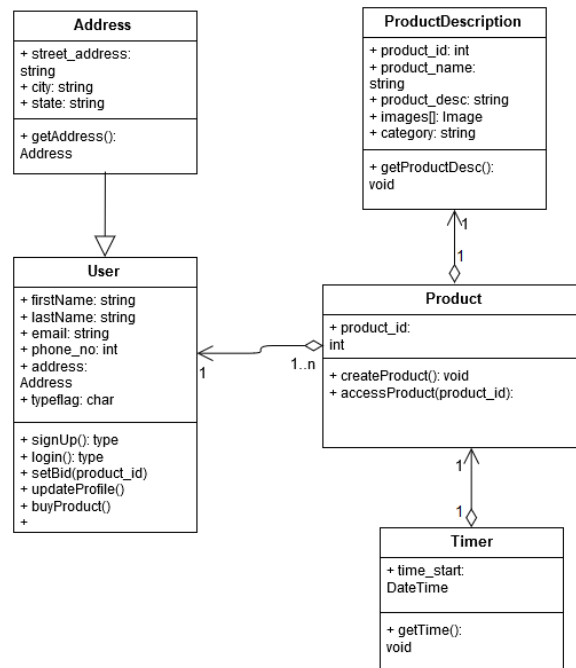 Address
+ street_address:
string
+ city: string
+ state: string
+ getAddress():
Address
ProductDescription
+ product_id: int
+ product_name:
string
+ product_desc: string
+ images[]: Image
+ category: string
+ getProductDesc():
void
1
1
User
+ firstName: string
+ lastName: string
+ email: string
+ phone_no: int
+ address:
Address
+ typeflag: char
+ signUp(): type
+ login(): type
+ setBid(product_id)
+ updateProfile()
+ buyProduct()
+
1
1..n
Product
+ product_id:
int
+ createProduct(): void
+ accessProduct(product_id):
1
1
Timer
+ time_start:
DateTime
+ getTime():
void